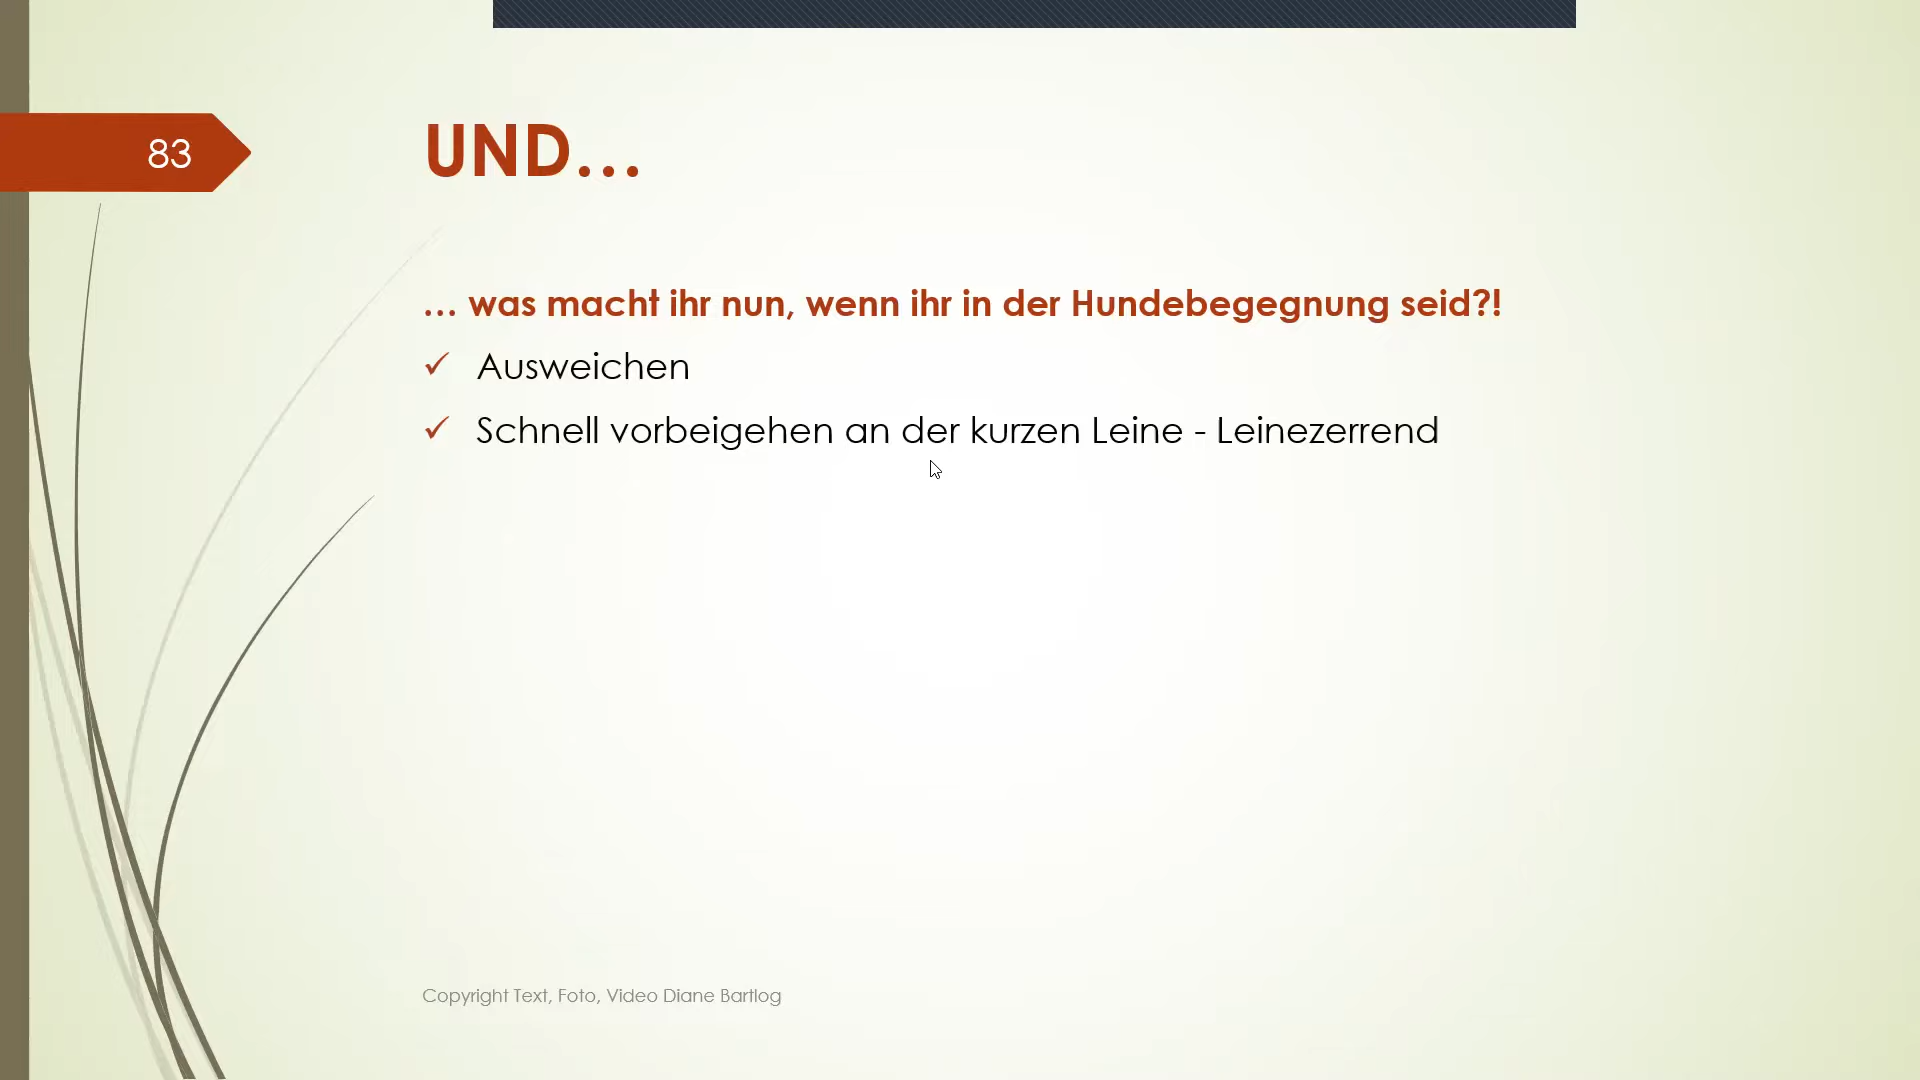 83
UND...
... was macht ihr nun, wenn ihr in der Hundebegegnung seid?!
✓ Ausweichen
✓ Schnell vorbeigehen an der kurzen Leine - Leinezerrend
Copyright Text, Foto, Video Diane Bartlog